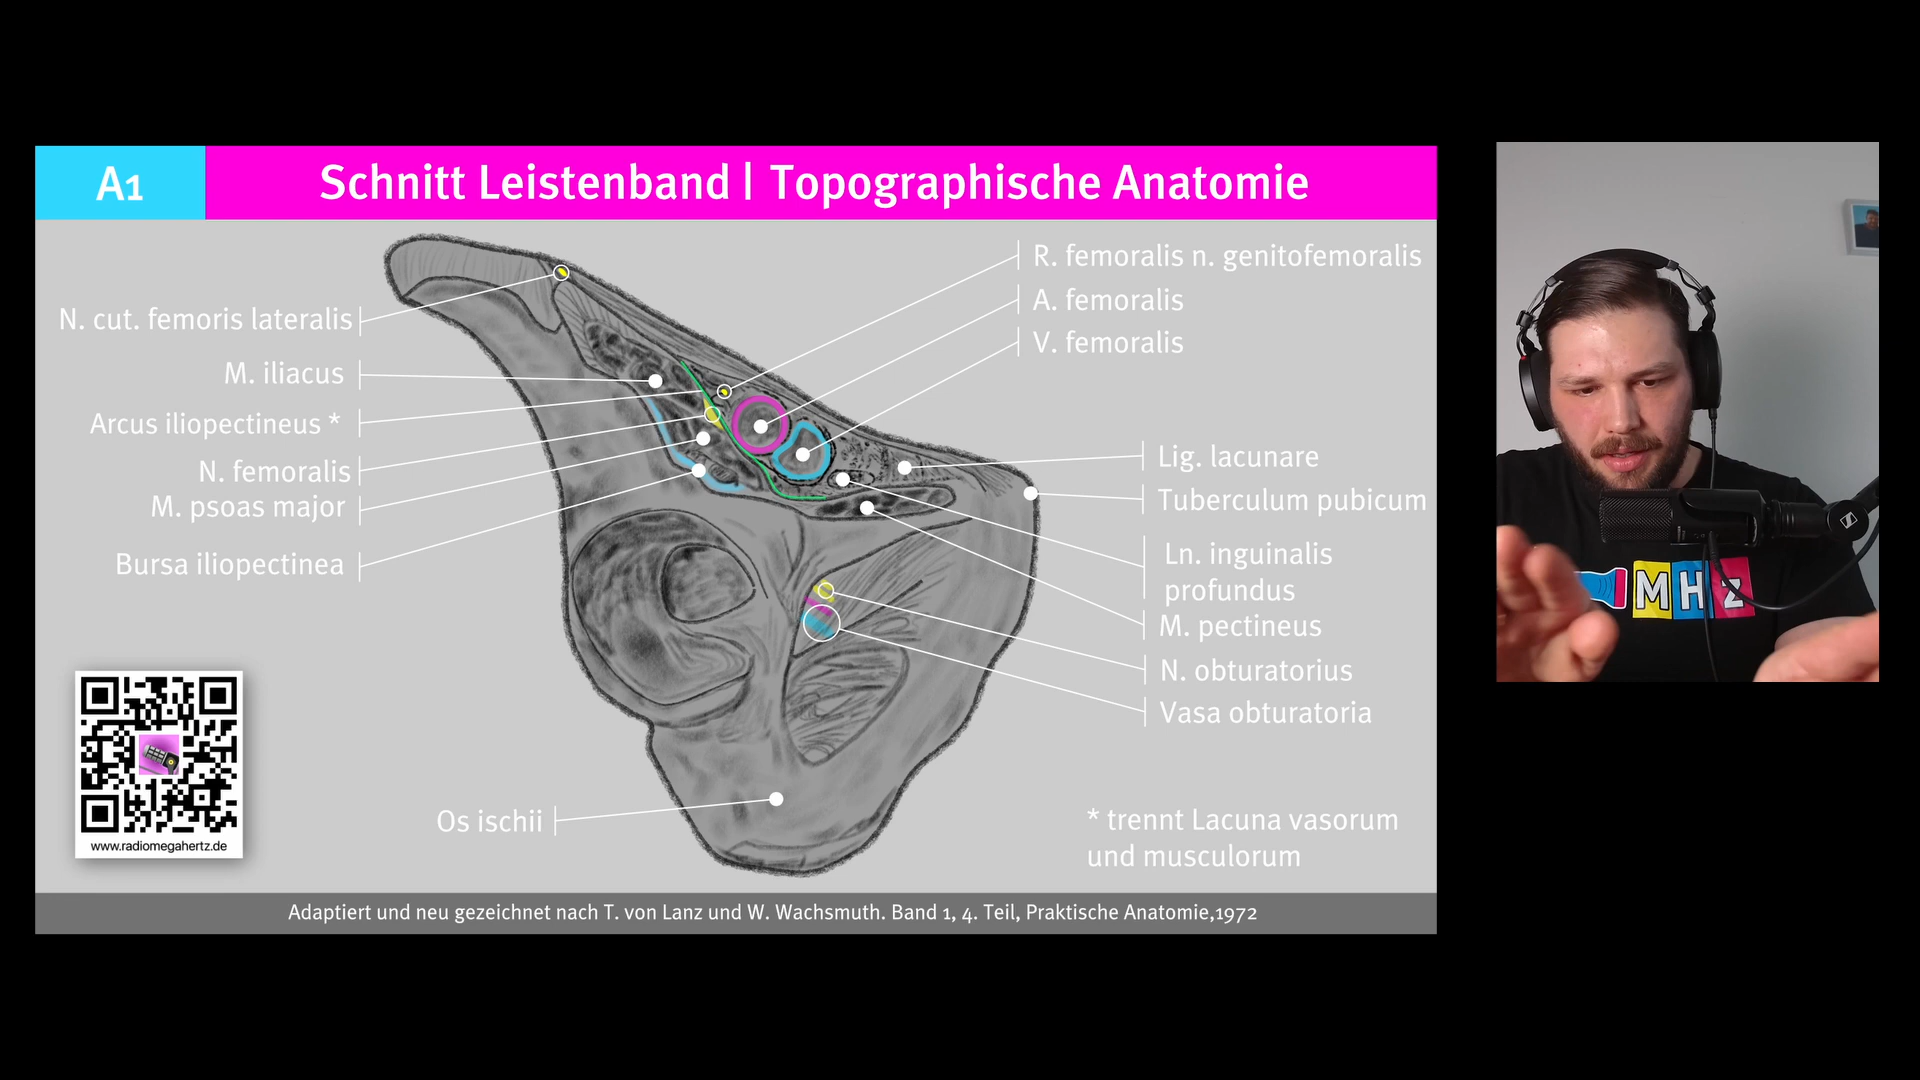 A1
Schnitt Leistenband | Topographische Anatomie
N. cut. femoris lateralis
M. iliacus
Arcus iliopectineus *
N. femoralis
M. psoas major
Bursa iliopectinea
Os ischii
R. femoralis n. genitofemoralis
A. femoralis
V. femoralis
Lig. lacunare
Tuberculum pubicum
Ln. inguinalis
profundus
M. pectineus
N. obturatorius
Vasa obturatoria
* trennt Lacuna vasorum
und musculorum
www.radiomegahertz.de
Adaptiert und neu gezeichnet nach T. von Lanz und W. Wachsmuth. Band 1, 4. Teil, Praktische Anatomie,1972
MHz